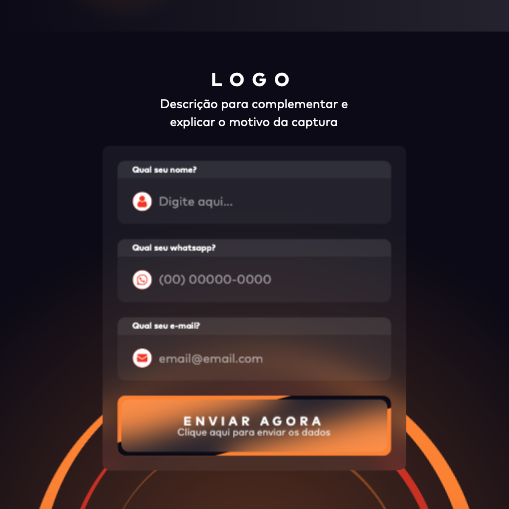 LOGO
Descrição para complementar e
explicar o motivo da captura
Qual seu nome?
Digite aqui...
Qual seu whatsapp?
(00) 00000-0000
Qual seu e-mail?
email@email.com
ENVIAR AGORA
Clique aqui para enviar os dados